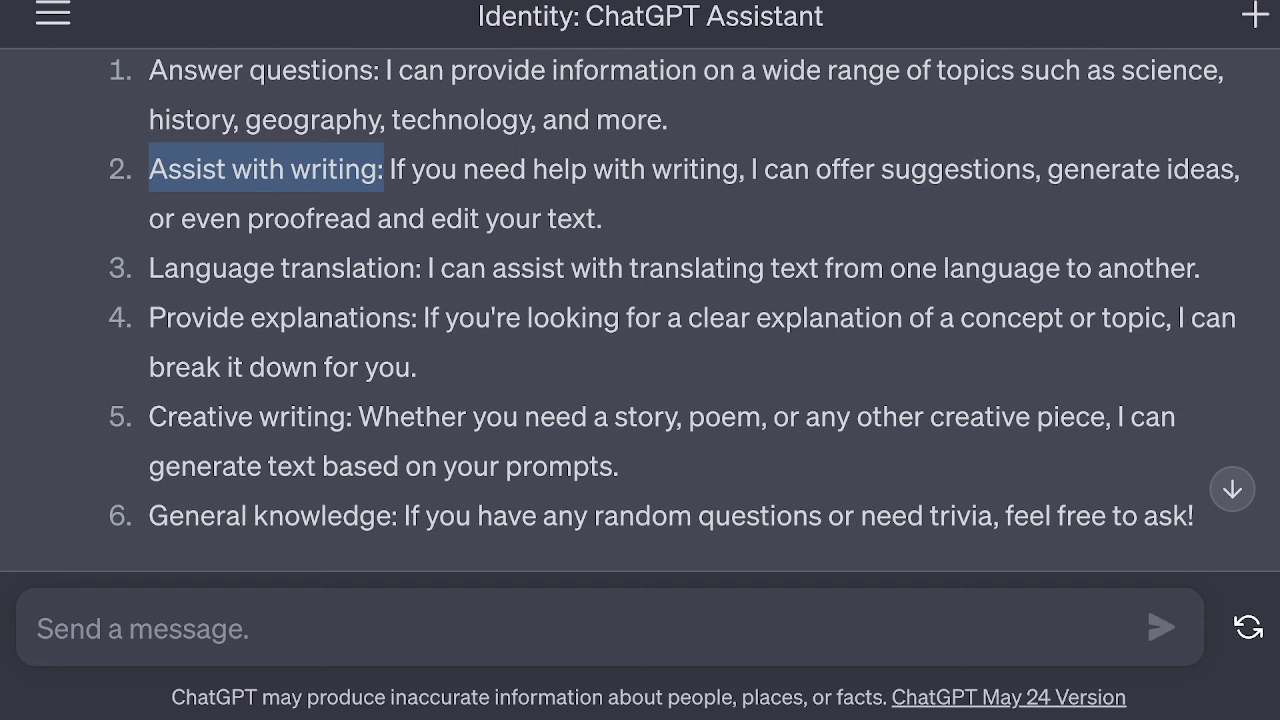 Identity: ChatGPT Assistant
1. Answer questions: I can provide information on a wide range of topics such as science,
history, geography, technology, and more.
2. Assist with writing: If you need help with writing, I can offer suggestions, generate ideas,
or even proofread and edit your text.
3. Language translation: I can assist with translating text from one language to another.
4. Provide explanations: If you're looking for a clear explanation of a concept or topic, I can
break it down for you.
5. Creative writing: Whether you need a story, poem, or any other creative piece, I can
generate text based on your prompts.
6. General knowledge: If you have any random questions or need trivia, feel free to ask!
Send a message.
ChatGPT may produce inaccurate information about people, places, or facts. ChatGPT May 24 Version